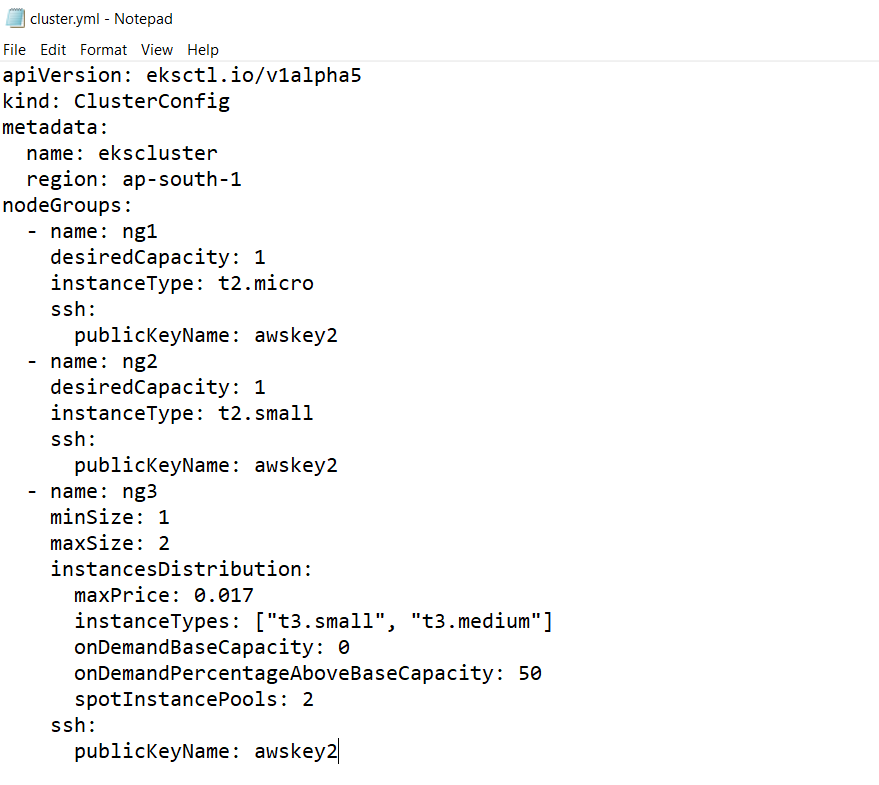 cluster.yml - Notepad
File Edit Format View Help
apiVersion: eksctl.io/v1alpha5
kind: ClusterConfig
metadata:
  name: ekscluster
  region: ap-south-1
nodeGroups:
  - name: ng1
    desiredCapacity: 1
    instanceType: t2.micro
    ssh:
      publicKeyName: awskey2
  - name: ng2
    desiredCapacity: 1
    instanceType: t2.small
    ssh:
      publicKeyName: awskey2
  - name: ng3
    minSize: 1
    maxSize: 2
    instancesDistribution:
      maxPrice: 0.017
      instanceTypes: ["t3.small", "t3.medium"]
      onDemandBaseCapacity: 0
      onDemandPercentageAboveBaseCapacity: 50
      spotInstancePools: 2
    ssh:
      publicKeyName: awskey2